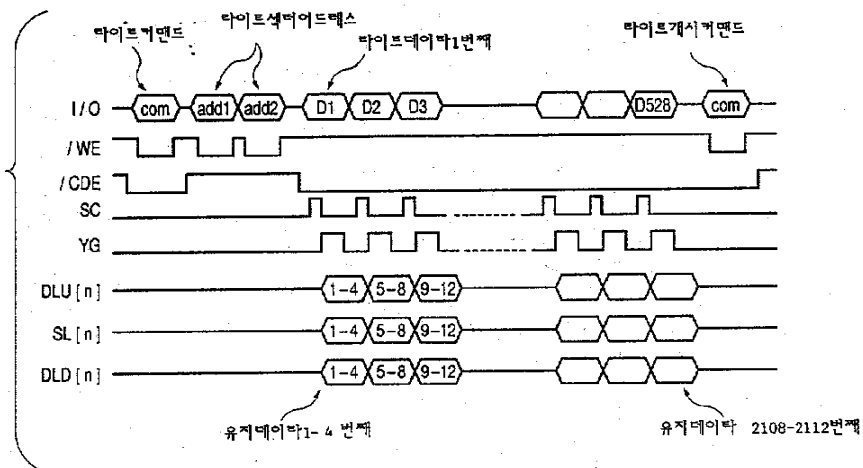 라이트커맨드
라이트섹터어드레스
라이트데이타1번째
라이트개시커맨드
I/O com add1 add2 D1 D2 D3 D528 com
/WE
/CDE
SC
YG
DLU[n] 1-4 5-8 9-12
SL[n] 1-4 5-8 9-12
DLD[n] 1-4 5-8 9-12
유지데이타1-4 번째
유지데이타 2108-2112번째